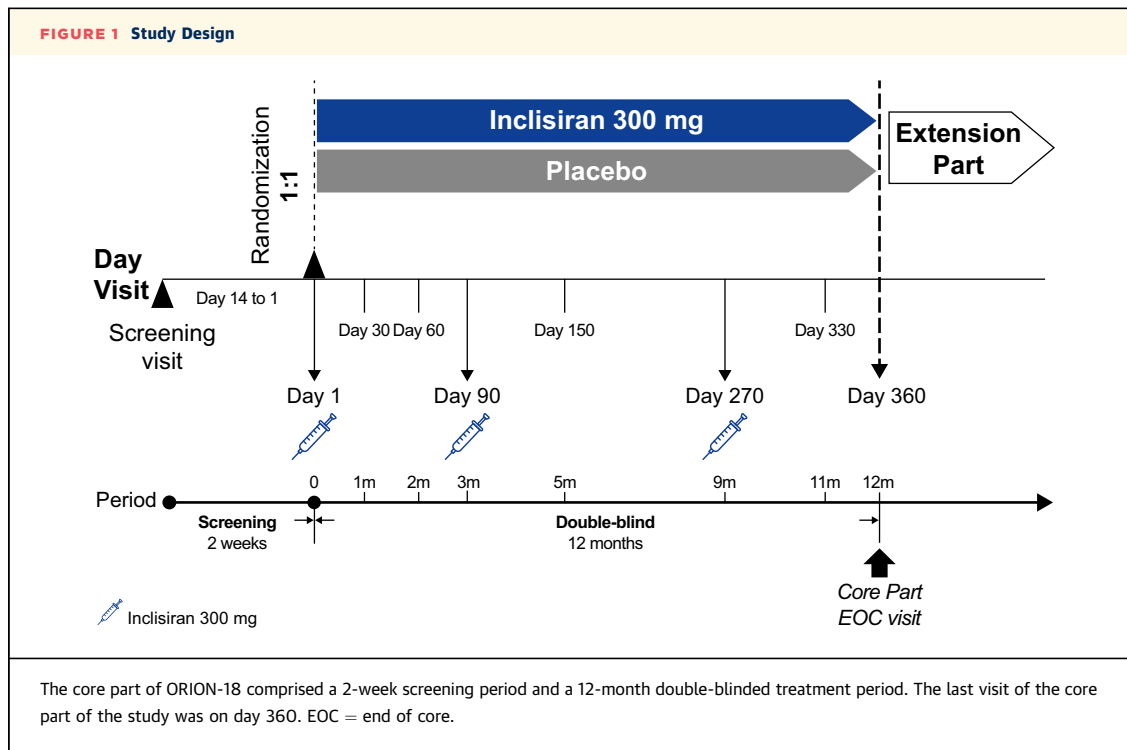 FIGURE 1 Study Design
Randomization
1:1
Inclisiran 300 mg
Placebo
Extension
Part
Day
Visit
Day 14 to 1
Screening
visit
Day 30 Day 60 Day 150 Day 330
Day 1 Day 90 Day 270 Day 360
0 1m 2m 3m 5m 9m 11m 12m
Period
Screening
2 weeks
Double-blind
12 months
Core Part
EOC visit
Inclisiran 300 mg
The core part of ORION-18 comprised a 2-week screening period and a 12-month double-blinded treatment period. The last visit of the core
part of the study was on day 360. EOC = end of core.